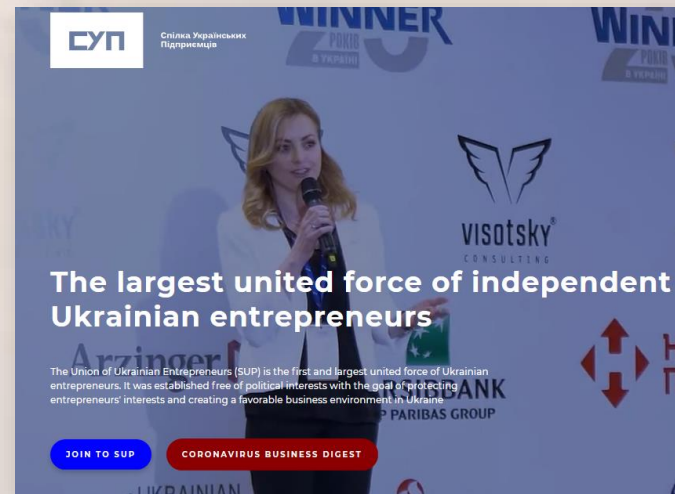 WINNER
WIN
РОКІВ
В УКРАЇНІ
РОКІВ
В УКРАЇНІ
СУП
Спілка Українських
Підприємців
VISOTSKY®
CONSULTING
The largest united force of independent
Ukrainian entrepreneurs
Arzinger
The Union of Ukrainian Entrepreneurs (SUP) is the first and largest united force of Ukrainian
entrepreneurs. It was established free of political interests with the goal of protecting
entrepreneurs' interests and creating a favorable business environment in Ukraine
RSIBBANK
P PARIBAS GROUP
JOIN TO SUP
CORONAVIRUS BUSINESS DIGEST
UKRAINIAN